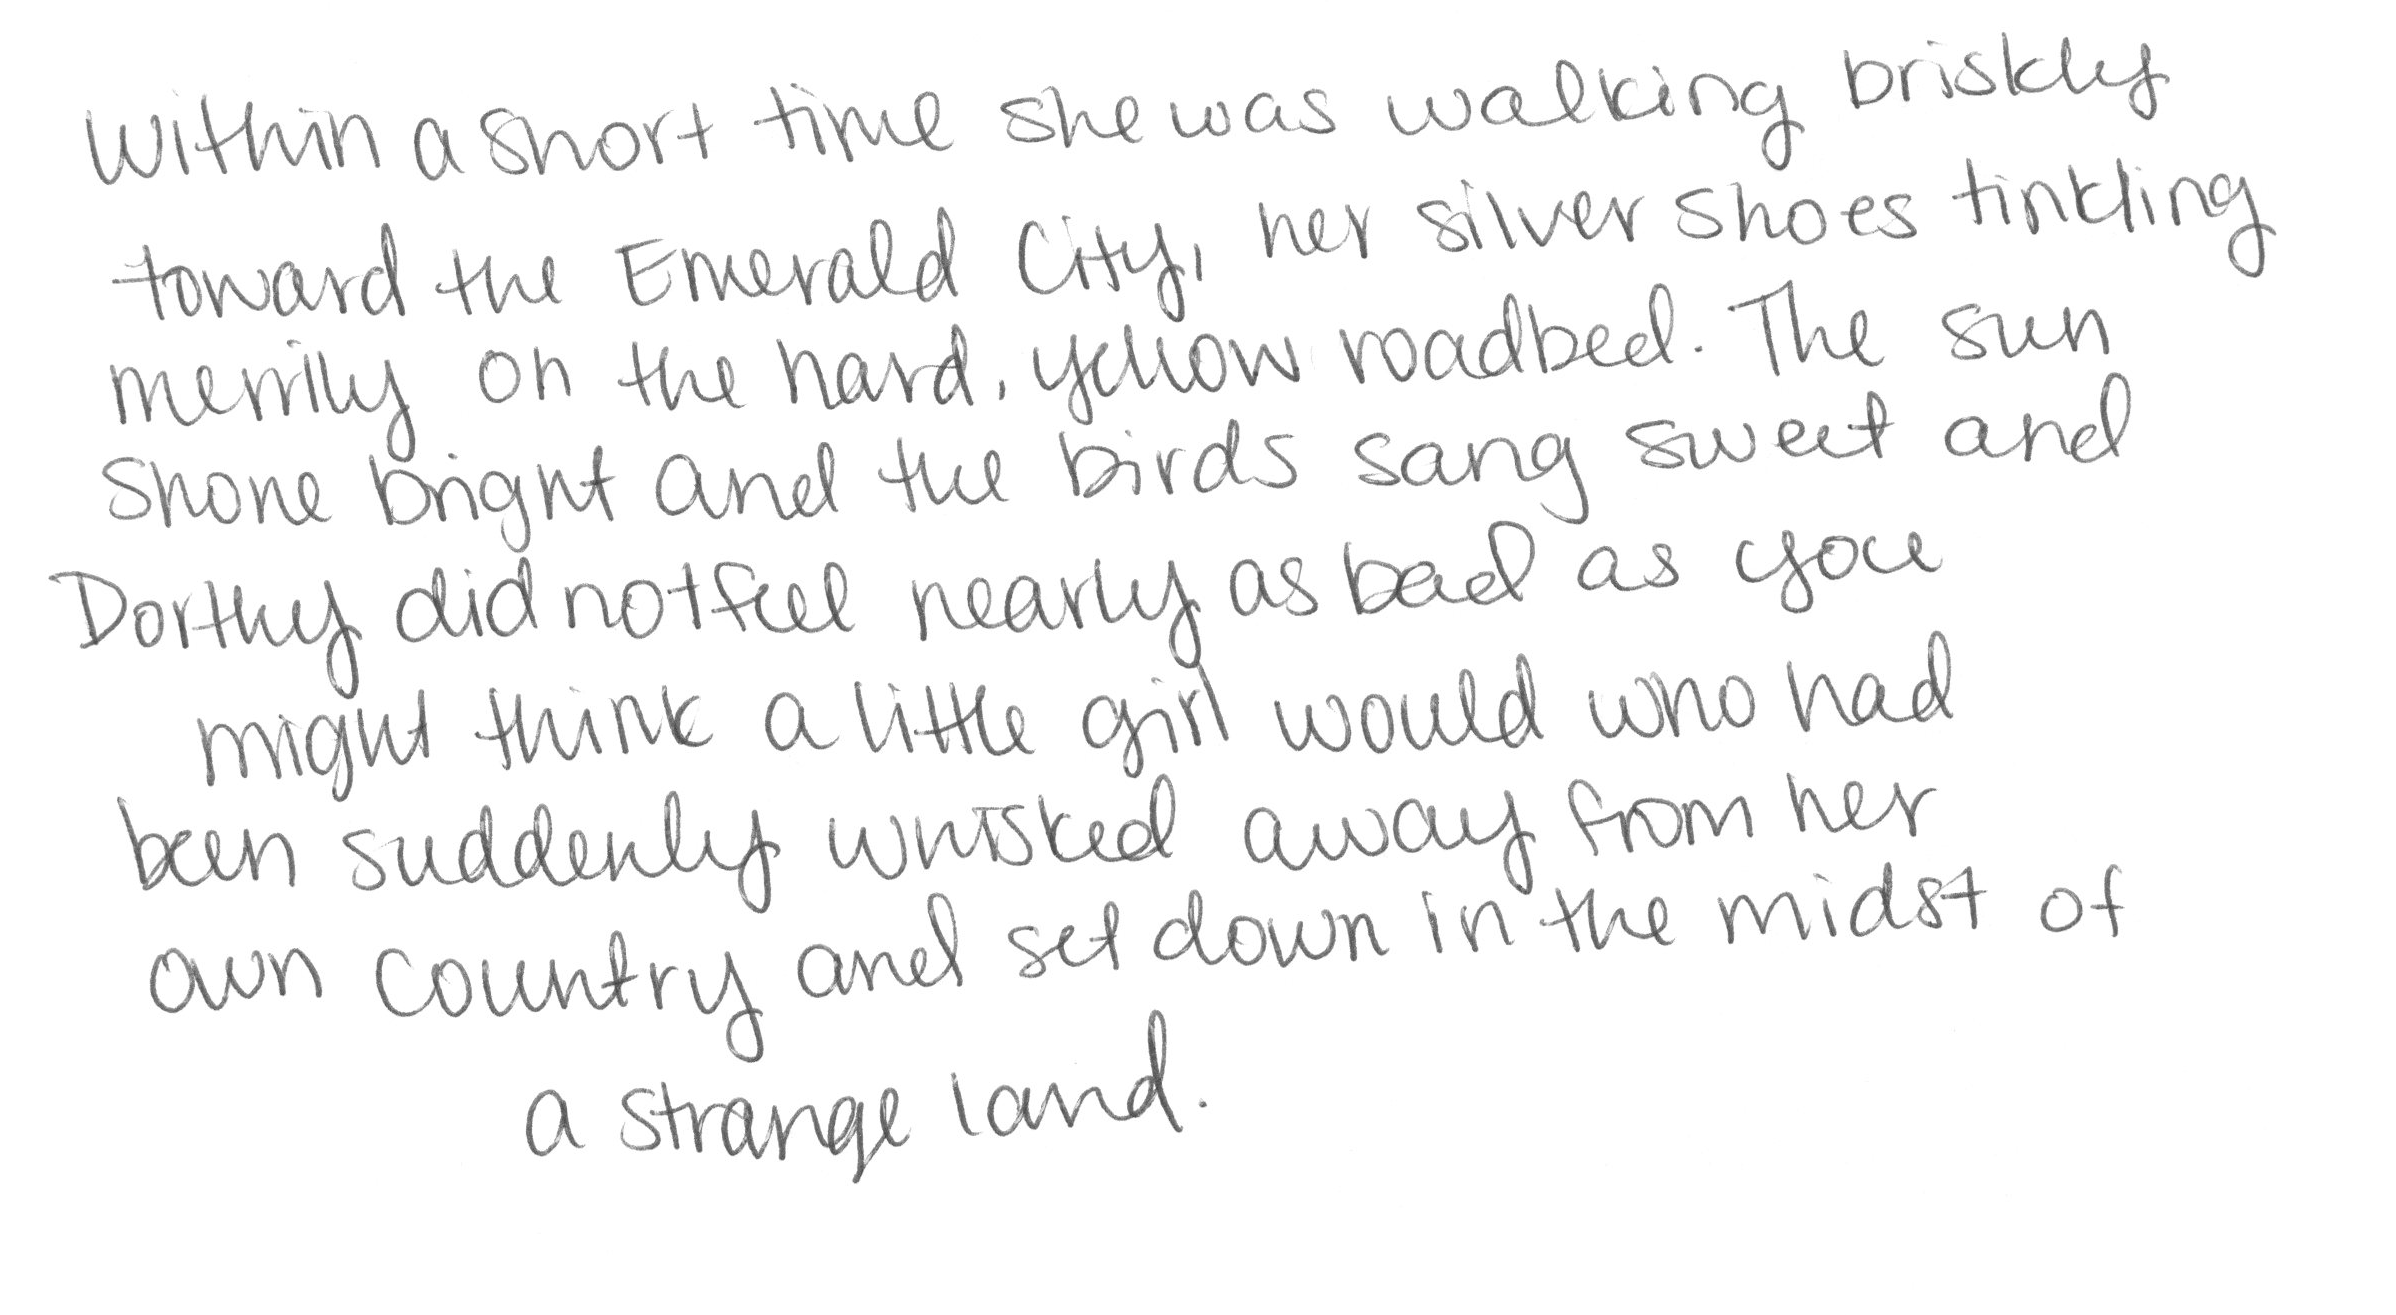 Within a short time she was walking briskly
toward the Emerald City, her silver shoes tinkling
merrily on the hard, yellow roadbed. The sun
shone bright and the birds sang sweet and
Dorthy did not feel nearly as bad as you
might think a little girl would who had
been suddenly whisked away from her
own country and set down in the midst of
a strange land.